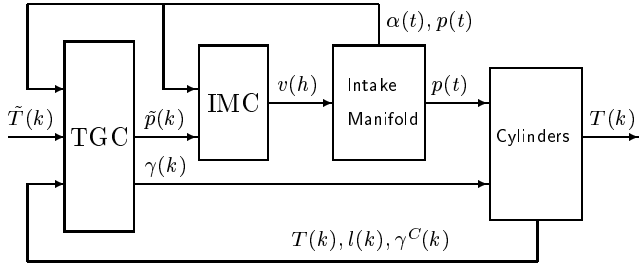 α(t), p(t)
T̃(k)
TGC
p̃(k)
γ(k)
IMC
v(h)
Intake
Manifold
p(t)
Cylinders
T(k)
T(k), l(k), γ^C(k)